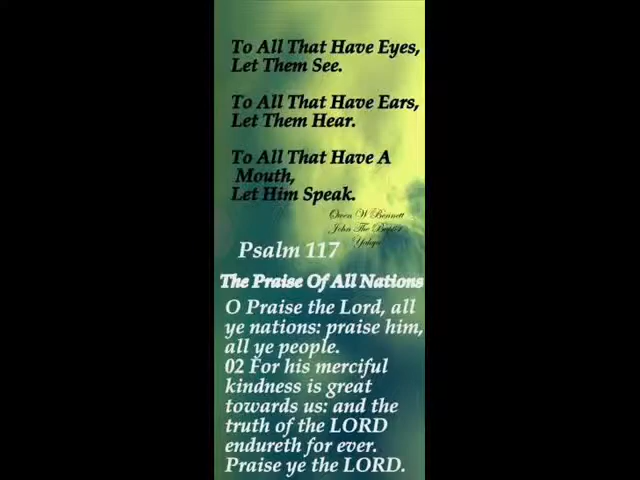 To All That Have Eyes,
Let Them See.
To All That Have Ears,
Let Them Hear.
To All That Have A
Mouth,
Let Him Speak.
Owen W Bennett
John The Baptist
Yahya
Psalm 117
The Praise Of All Nations
O Praise the Lord, all
ye nations: praise him,
all ye people.
02 For his merciful
kindness is great
towards us: and the
truth of the LORD
endureth for ever.
Praise ye the LORD.